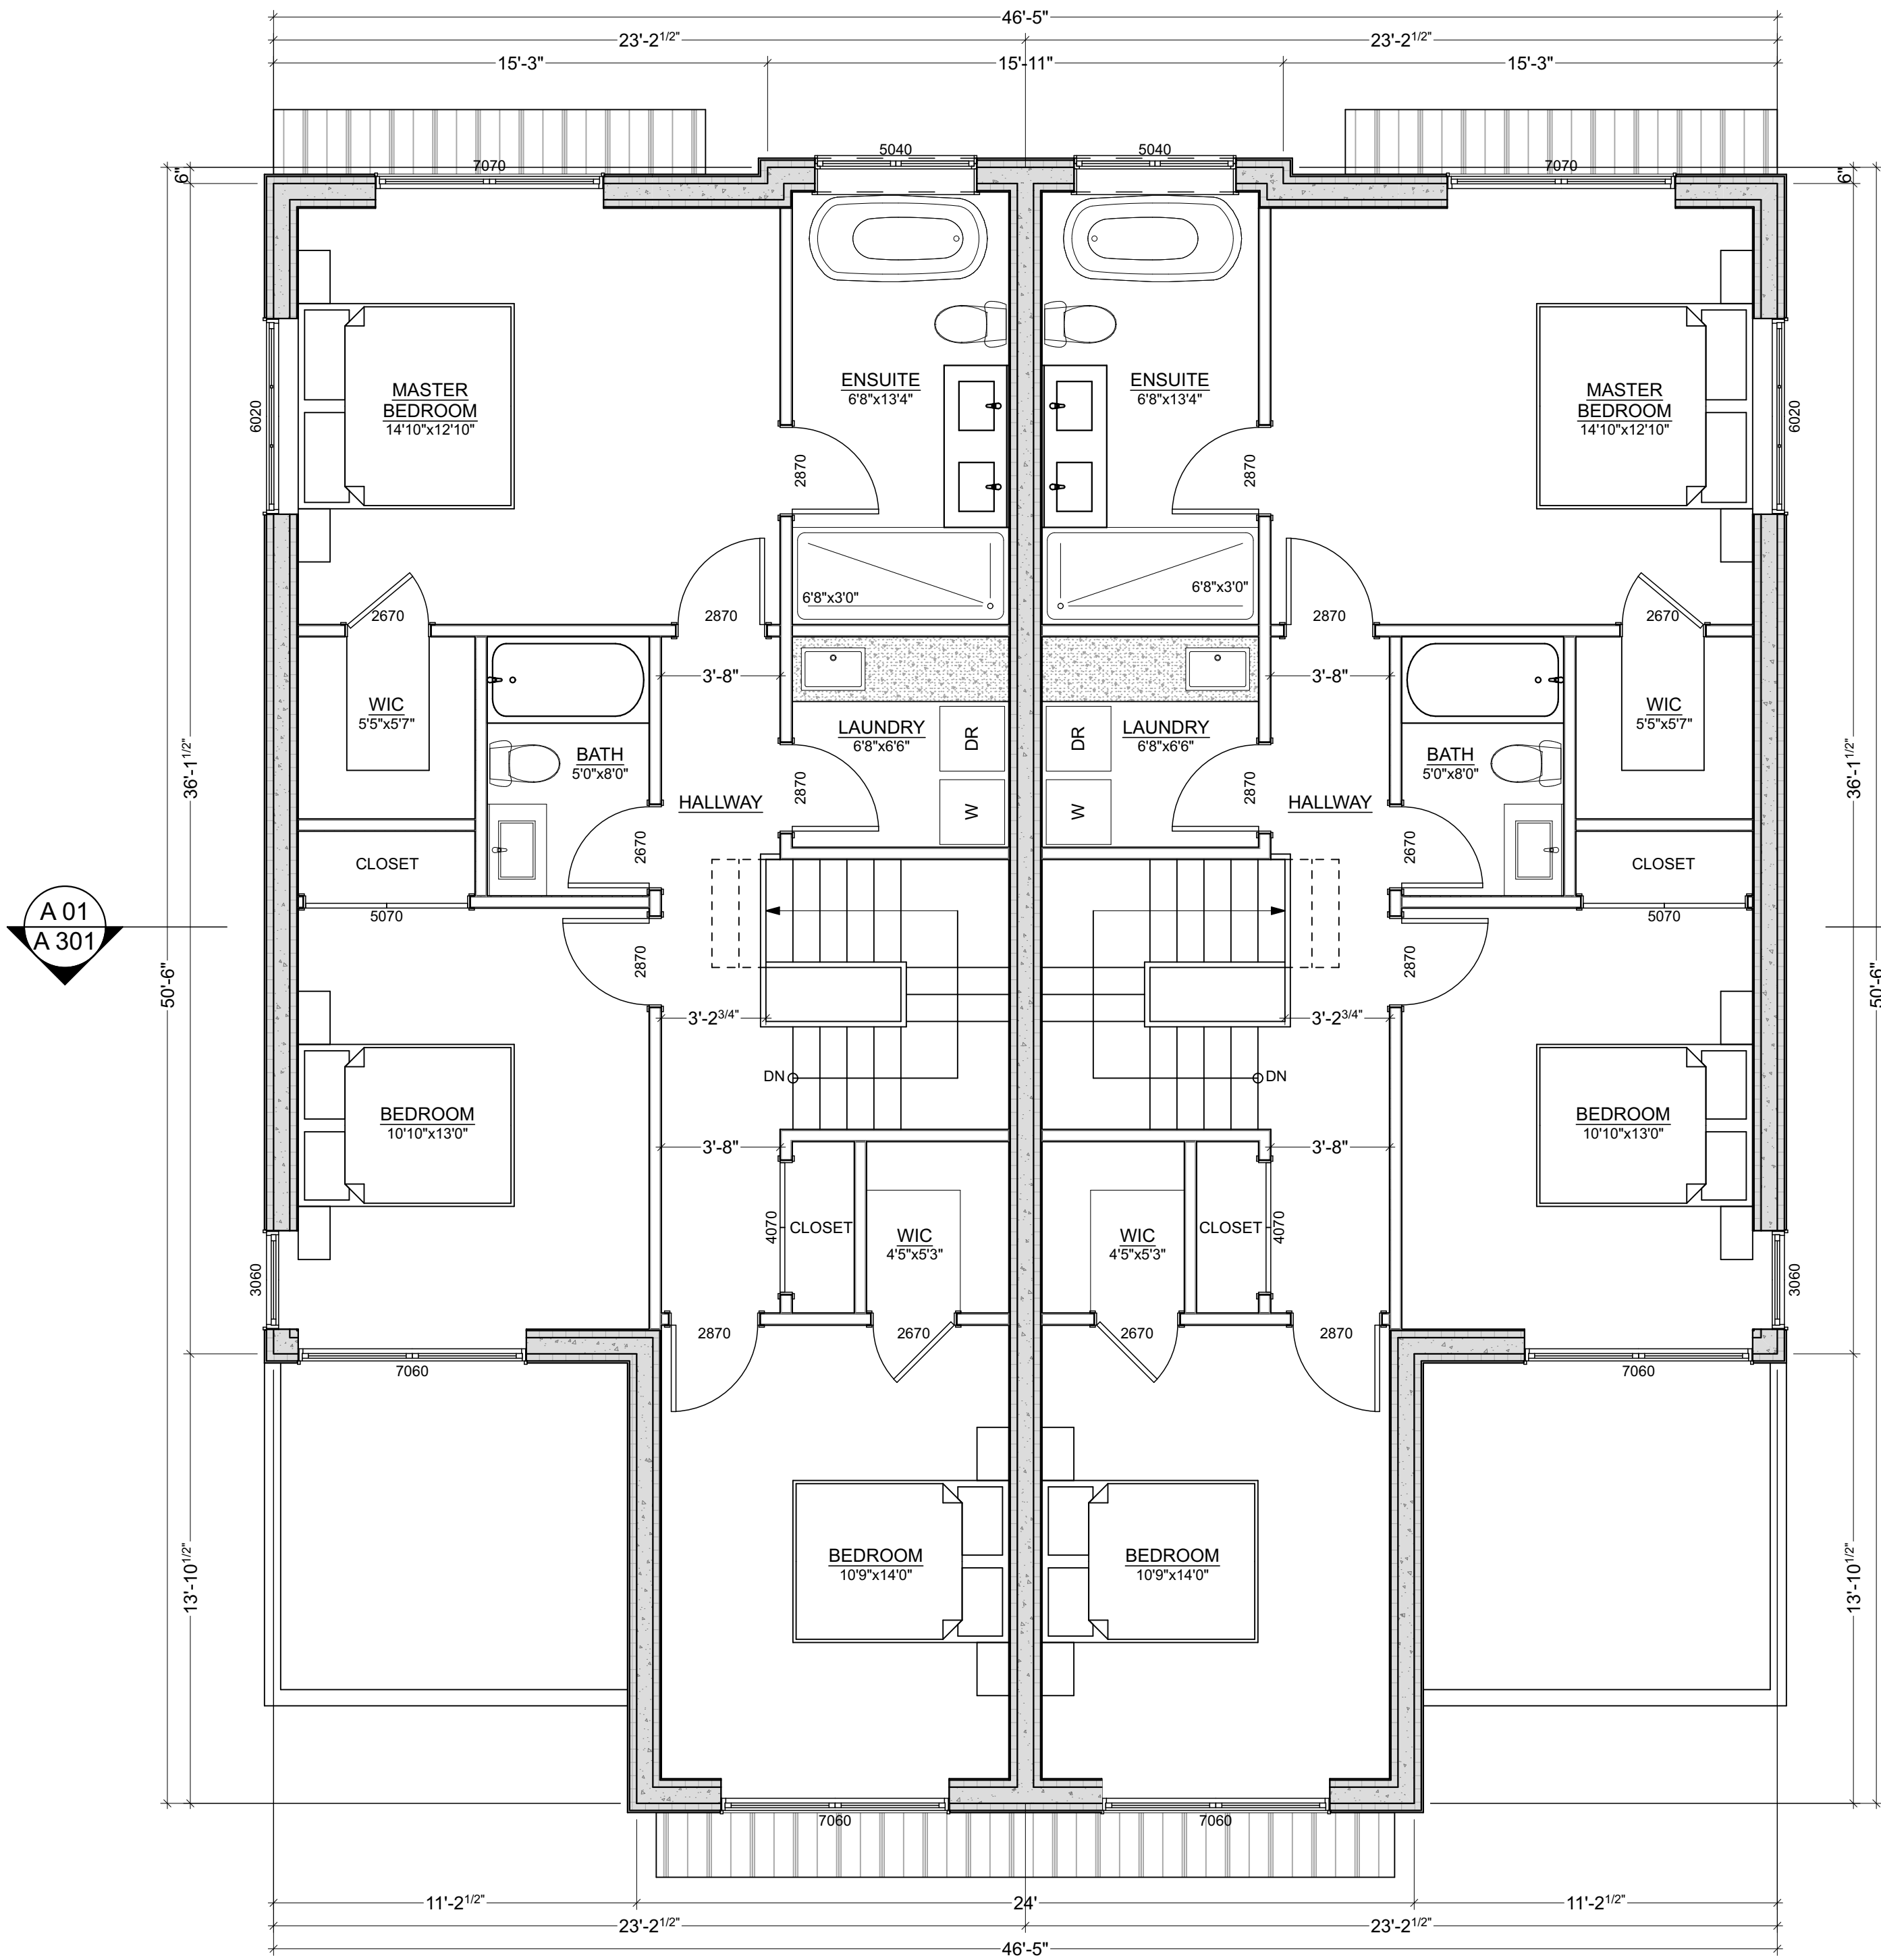 46'-5"
23'-2 1/2" 23'-2 1/2"
15'-3" 15'-11" 15'-3"
5040 5040
7070 7070
6" 6"
MASTER
BEDROOM
14'10"x12'10"
ENSUITE
6'8"x13'4"
ENSUITE
6'8"x13'4"
MASTER
BEDROOM
14'10"x12'10"
6020 6020
2870 2870
6'8"x3'0" 6'8"x3'0"
2670 2870 2870 2670
3'-8" 3'-8"
WIC
5'5"x5'7"
LAUNDRY
6'8"x6'6"
LAUNDRY
6'8"x6'6"
WIC
5'5"x5'7"
DR DR
BATH
5'0"x8'0"
BATH
5'0"x8'0"
36'-1 1/2" 36'-1 1/2"
2870 2870
W W
HALLWAY HALLWAY
2670 2670
CLOSET CLOSET
5070 5070
A 01
A 301
2870 2870
50'-6" 50'-6"
3'-2 3/4" 3'-2 3/4"
DN DN
BEDROOM
10'10"x13'0"
BEDROOM
10'10"x13'0"
3'-8" 3'-8"
4070 CLOSET CLOSET 4070
WIC
4'5"x5'3"
WIC
4'5"x5'3"
3060 3060
2870 2670 2670 2870
7060 7060
BEDROOM
10'9"x14'0"
BEDROOM
10'9"x14'0"
13'-10 1/2" 13'-10 1/2"
7060 7060
11'-2 1/2" 24' 11'-2 1/2"
23'-2 1/2" 23'-2 1/2"
46'-5"